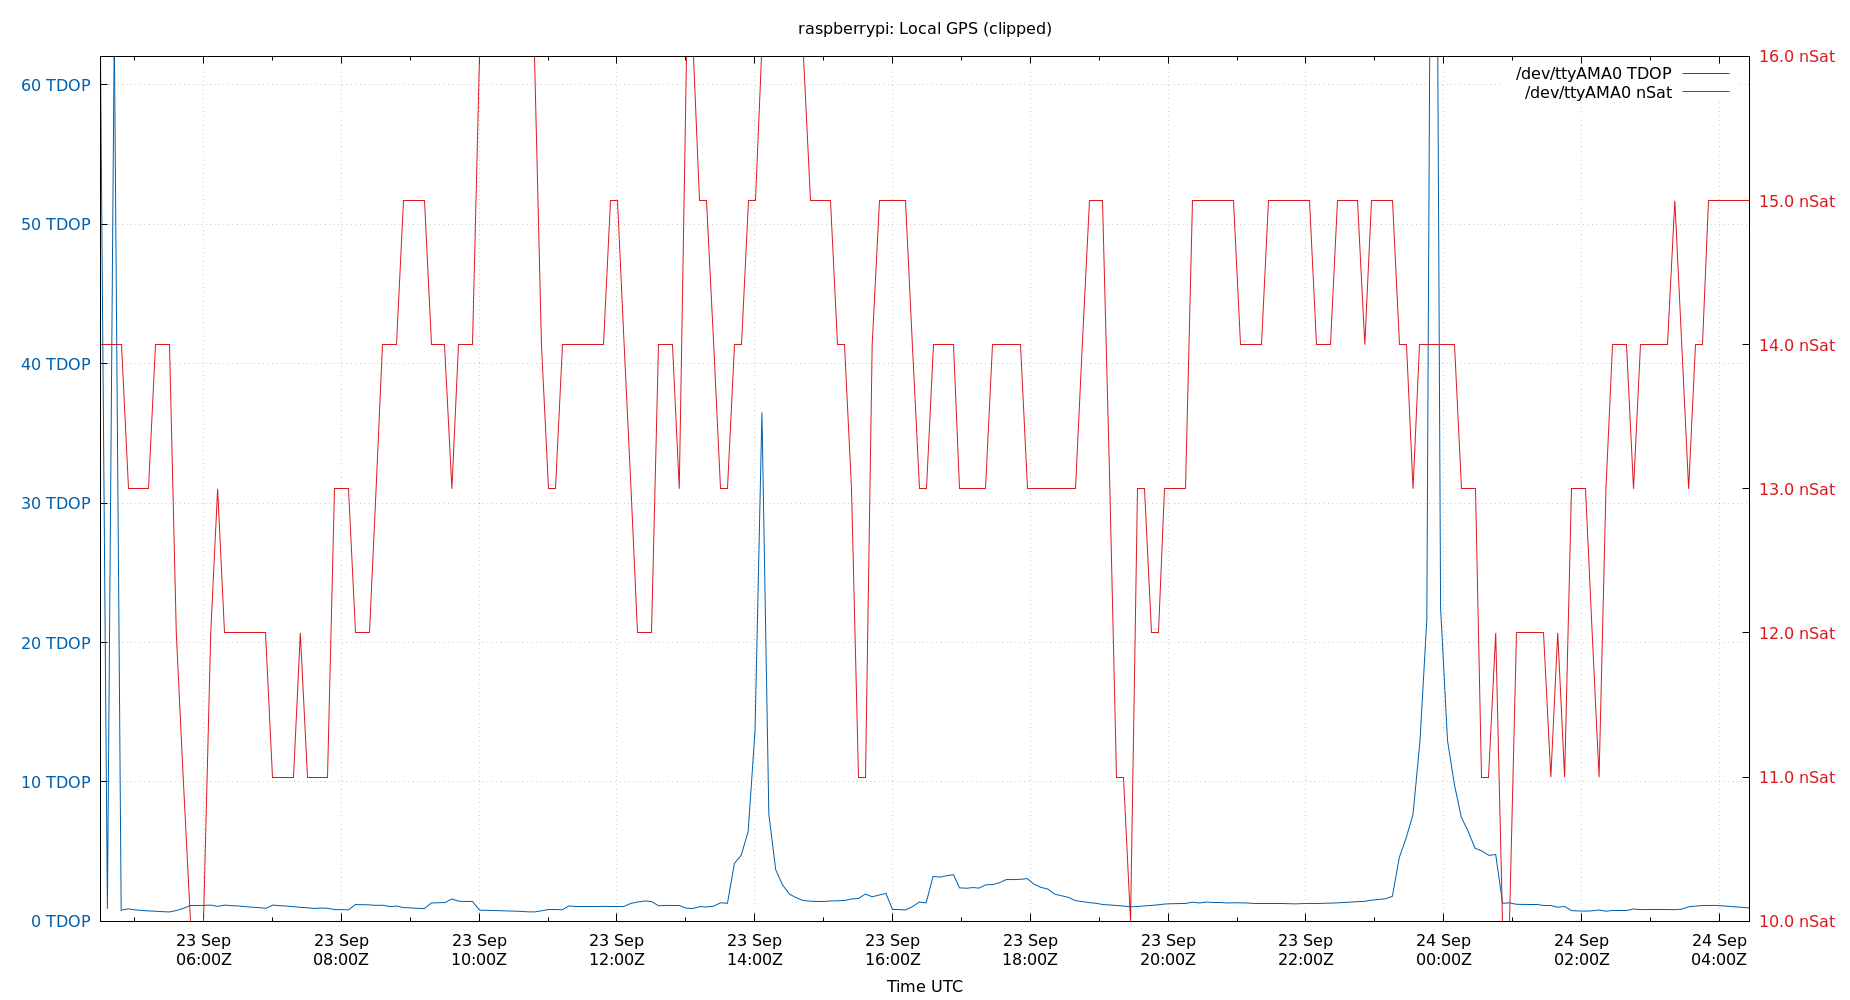 raspberrypi: Local GPS (clipped)
/dev/ttyAMA0 TDOP
/dev/ttyAMA0 nSat
60 TDOP
50 TDOP
40 TDOP
30 TDOP
20 TDOP
10 TDOP
0 TDOP
16.0 nSat
15.0 nSat
14.0 nSat
13.0 nSat
12.0 nSat
11.0 nSat
10.0 nSat
23 Sep
06:00Z
23 Sep
08:00Z
23 Sep
10:00Z
23 Sep
12:00Z
23 Sep
14:00Z
23 Sep
16:00Z
23 Sep
18:00Z
23 Sep
20:00Z
23 Sep
22:00Z
24 Sep
00:00Z
24 Sep
02:00Z
24 Sep
04:00Z
Time UTC